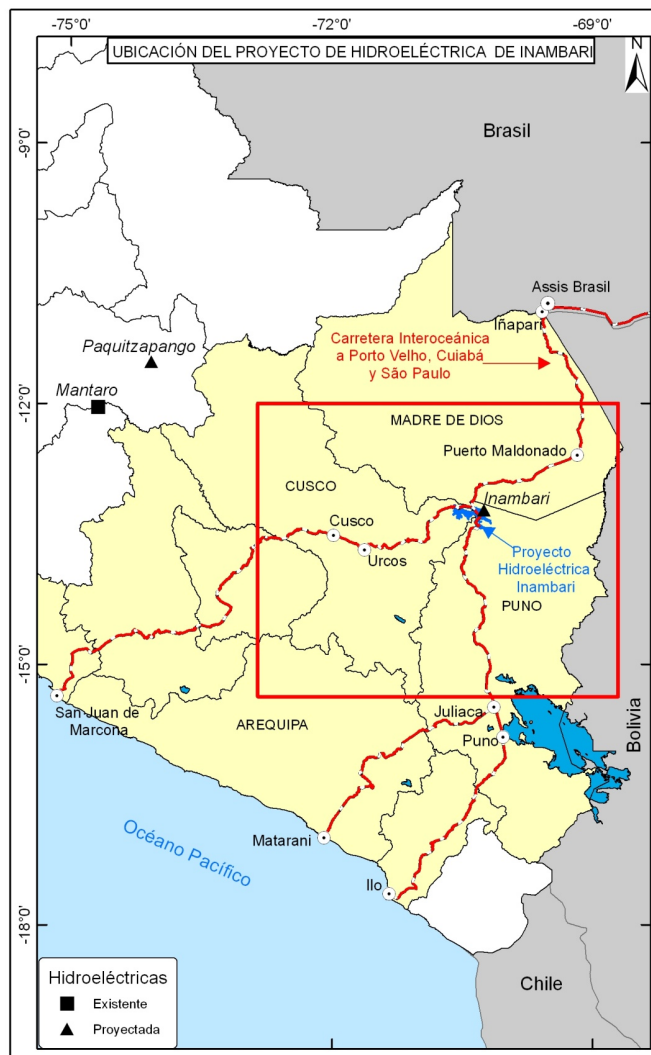 -75°0'
-72°0'
-69°0'
UBICACIÓN DEL PROYECTO DE HIDROELÉCTRICA DE INAMBARI
N
Brasil
-9°0'
Assis Brasil
Iñapari
Carretera Interoceánica
a Porto Velho, Cuiabá
y São Paulo
Paquitzapango
Mantaro
-12°0'
MADRE DE DIOS
Puerto Maldonado
CUSCO
Inambari
Cusco
Urcos
Proyecto
Hidroeléctrica
Inambari
PUNO
-15°0'
San Juan de
Marcona
AREQUIPA
Juliaca
Puno
Bolivia
Océano Pacífico
Matarani
Ilo
-18°0'
Chile
Hidroeléctricas
Existente
Proyectada